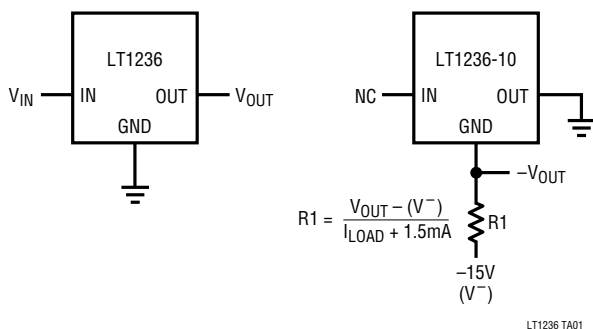 LT1236
V_IN
IN
OUT
V_OUT
GND
LT1236-10
NC
IN
OUT
GND
–V_OUT
R1 = V_OUT – (V⁻) / I_LOAD + 1.5mA
R1
–15V
(V⁻)
LT1236 TA01